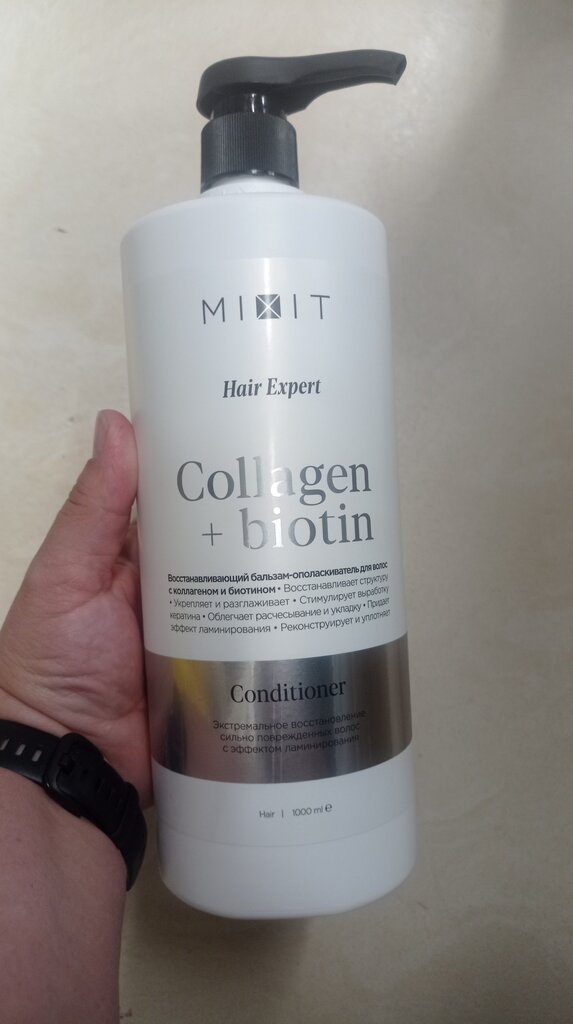 MIXIT
Hair Expert
Collagen
+ biotin
Восстанавливающий бальзам-ополаскиватель для волос
с коллагеном и биотином • Восстанавливает структуру
• Укрепляет и разглаживает • Стимулирует выработку
кератина • Облегчает расчесывание и укладку • Придает
эффект ламинирования • Реконструирует и уплотняет
Conditioner
Экстремальное восстановление
сильно поврежденных волос
с эффектом ламинирования
Hair | 1000 ml ℮